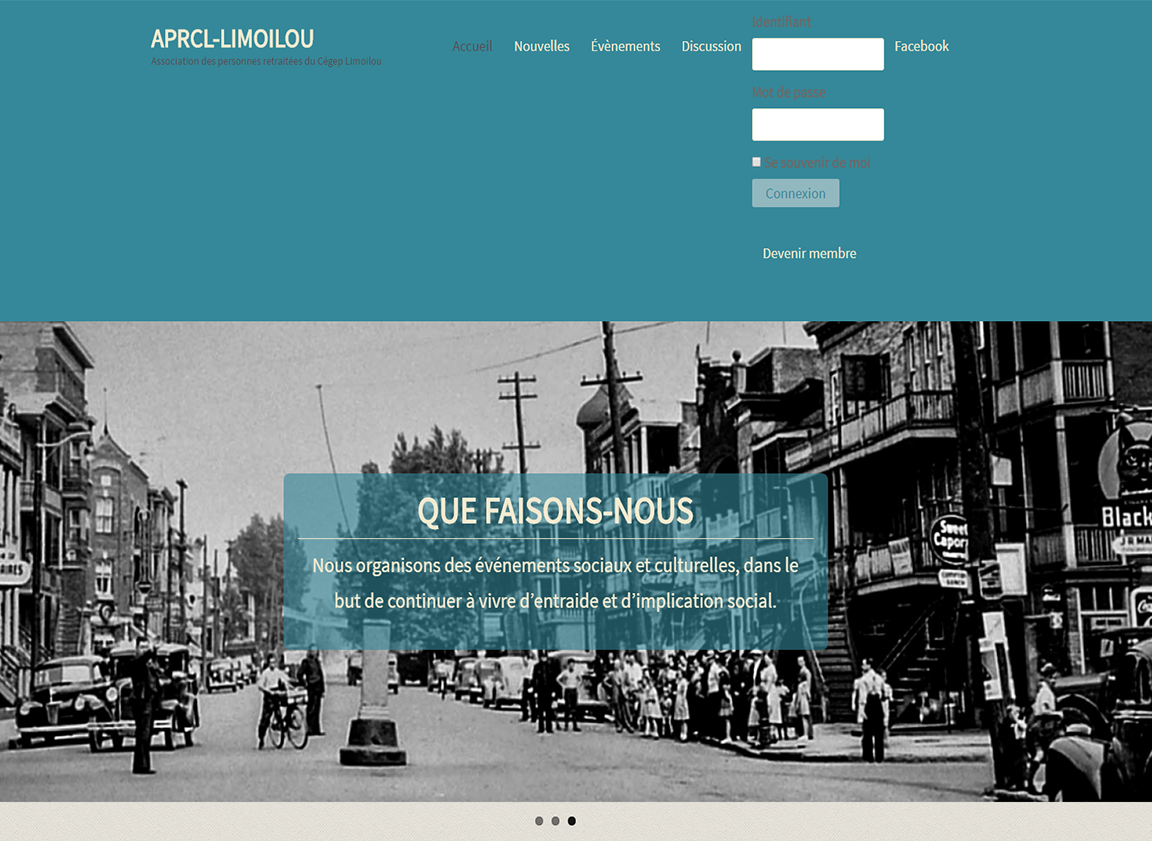 APRCL-LIMOILOU
Association des personnes retraitées du Cégep Limoilou
Accueil
Nouvelles
Évènements
Discussion
Identifiant
Mot de passe
Se souvenir de moi
Connexion
Devenir membre
Facebook
QUE FAISONS-NOUS
Nous organisons des événements sociaux et culturelles, dans le
but de continuer à vivre d’entraide et d’implication social.
Sweet
Capora
Black